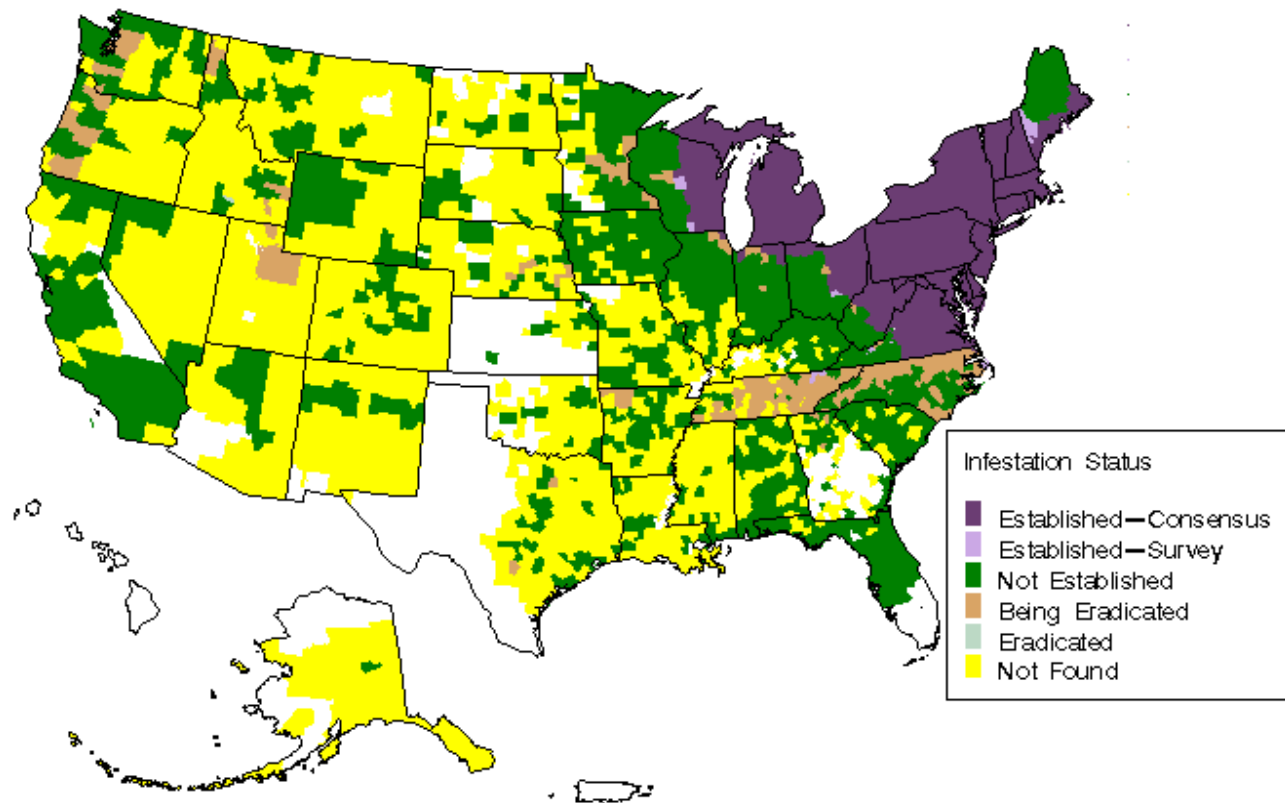 Infestation Status
Established—Consensus
Established—Survey
Not Established
Being Eradicated
Eradicated
Not Found